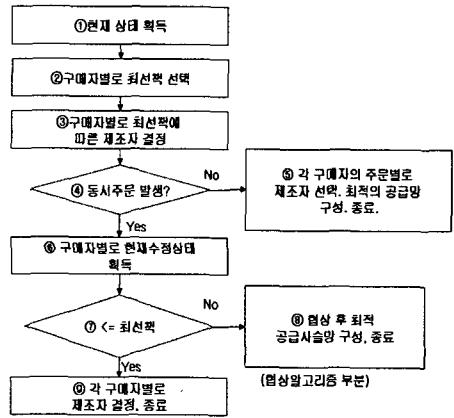 ①현재 상태 획득
②구매자별로 최선책 선택
③구매자별로 최선책에
따른 제조자 결정
④ 동시주문 발생?
No
⑤ 각 구매자의 주문별로
제조자 선택. 최적의 공급망
구성. 종료.
Yes
⑥ 구매자별로 현재수정상태
획득
⑦ <= 최선책
No
⑧ 협상 후 최적
공급사슬망 구성, 종료
(협상알고리즘 부분)
Yes
⑨ 각 구매자별로
제조자 결정, 종료